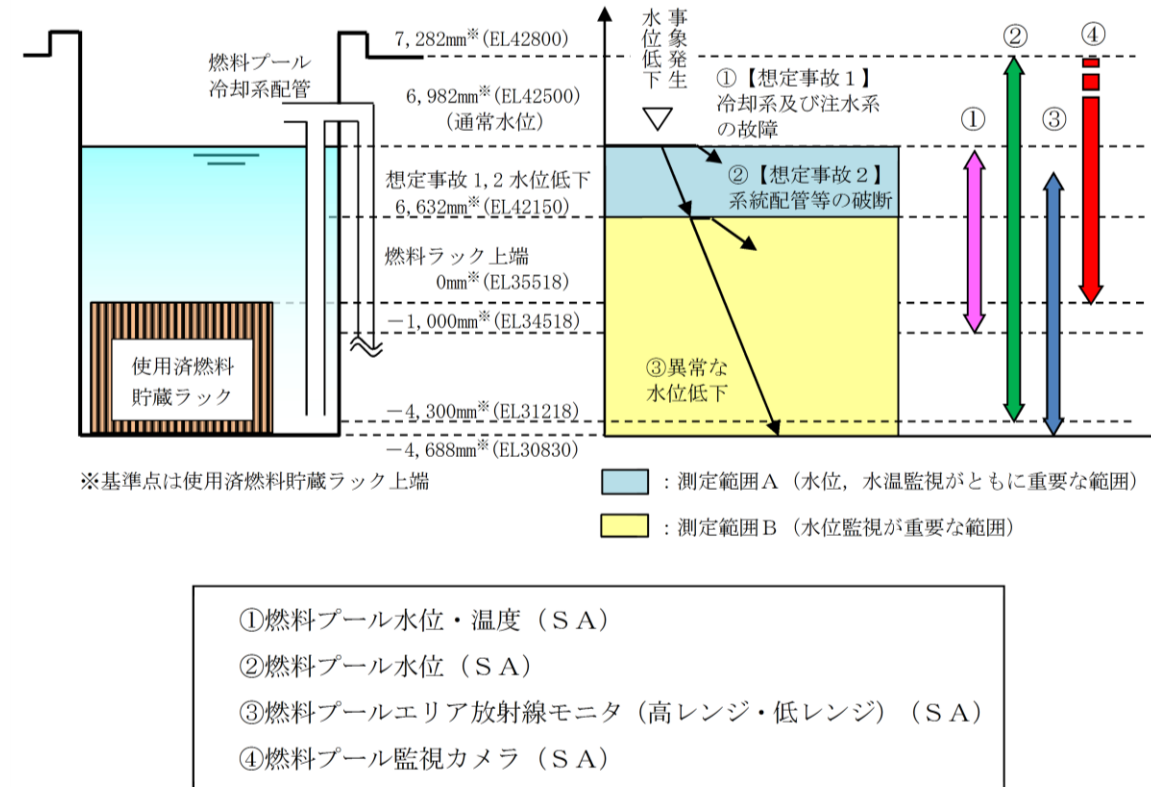 燃料プール
冷却系配管
7,282mm※(EL42800)
6,982mm※(EL42500)
(通常水位)
想定事故1,2水位低下
6,632mm※(EL42150)
燃料ラック上端
0mm※(EL35518)
−1,000mm※(EL34518)
−4,300mm※(EL31218)
−4,688mm※(EL30830)
使用済燃料
貯蔵ラック
※基準点は使用済燃料貯蔵ラック上端
事象発生
水位低下
①【想定事故1】
冷却系及び注水系
の故障
②【想定事故2】
系統配管等の破断
③異常な
水位低下
①
②
③
④
：測定範囲A（水位，水温監視がともに重要な範囲）
：測定範囲B（水位監視が重要な範囲）
①燃料プール水位・温度（SA）
②燃料プール水位（SA）
③燃料プールエリア放射線モニタ（高レンジ・低レンジ）（SA）
④燃料プール監視カメラ（SA）